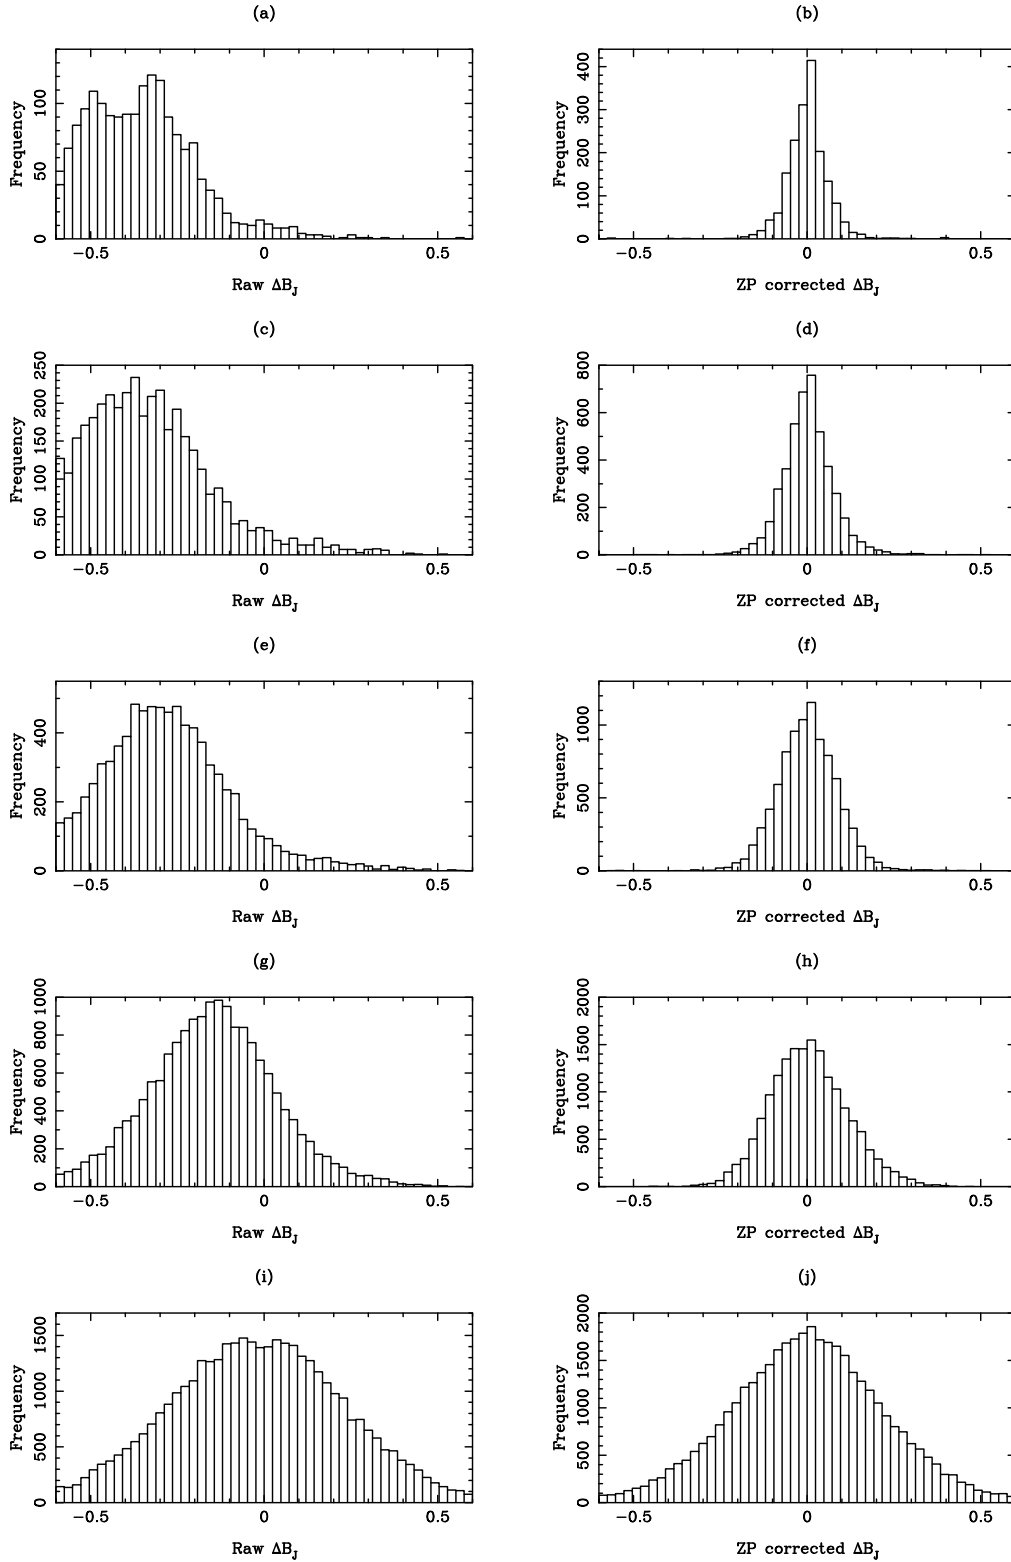 (a)
(b)
Frequency
0
50
100
−0.5
0
0.5
Raw ΔB_J
Frequency
0
100
200
300
400
−0.5
0
0.5
ZP corrected ΔB_J
(c)
(d)
Frequency
0
50
100
150
200
250
−0.5
0
0.5
Raw ΔB_J
Frequency
0
200
400
600
800
−0.5
0
0.5
ZP corrected ΔB_J
(e)
(f)
Frequency
0
200
400
−0.5
0
0.5
Raw ΔB_J
Frequency
0
500
1000
−0.5
0
0.5
ZP corrected ΔB_J
(g)
(h)
Frequency
0
200
400
600
800
1000
−0.5
0
0.5
Raw ΔB_J
Frequency
0
500
1000
1500
2000
−0.5
0
0.5
ZP corrected ΔB_J
(i)
(j)
Frequency
0
500
1000
1500
−0.5
0
0.5
Raw ΔB_J
Frequency
0
500
1000
1500
2000
−0.5
0
0.5
ZP corrected ΔB_J